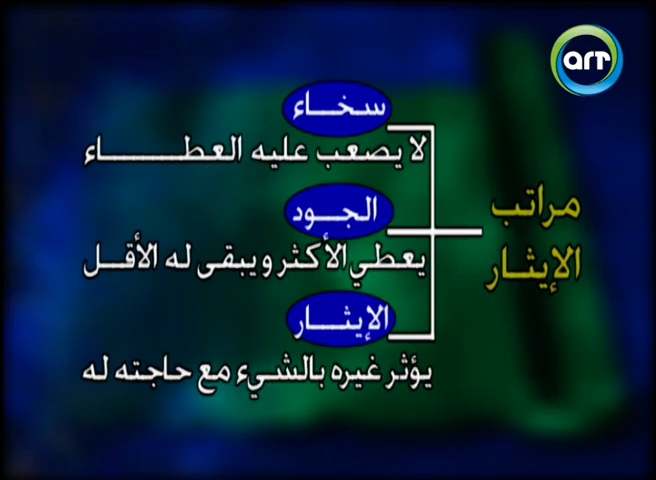 art
سخاء
لا يصعب عليه العطاء
مراتب
الإيثار
الجود
يعطي الأكثر ويبقى له الأقل
الإيثار
يؤثر غيره بالشيء مع حاجته له